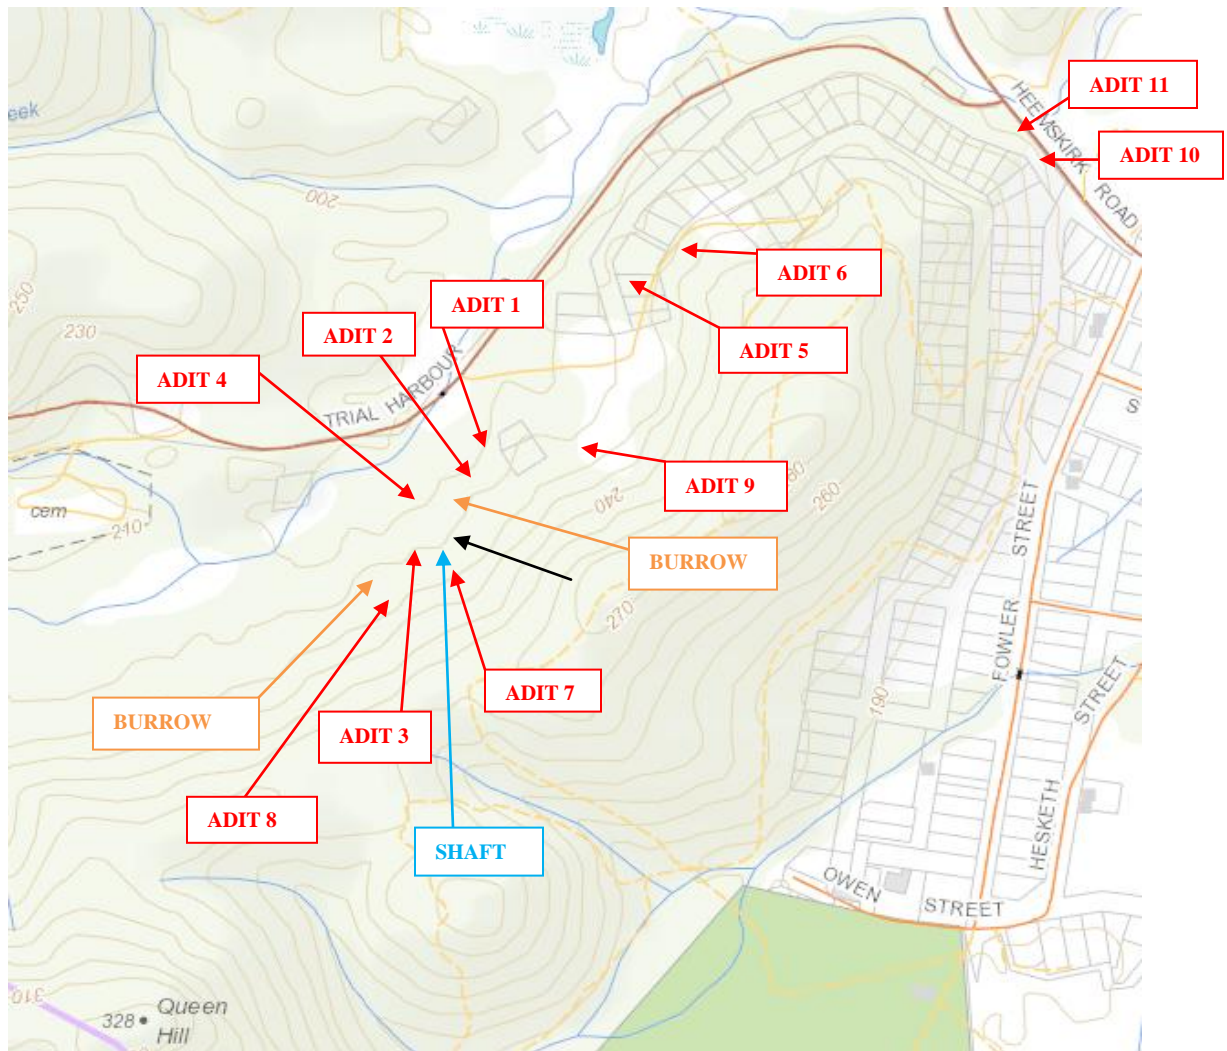 ADIT 11
HEEMSKIRK ROAD
ADIT 10
eek
200
ADIT 6
250
ADIT 1
230
ADIT 2
ADIT 5
ADIT 4
TRIAL HARBOUR
S
ADIT 9
240
260
cem
210
BURROW
FOWLER STREET
270
ADIT 7
190
BURROW
ADIT 3
HESKETH STREET
ADIT 8
SHAFT
OWEN STREET
310
Queen
328
Hill